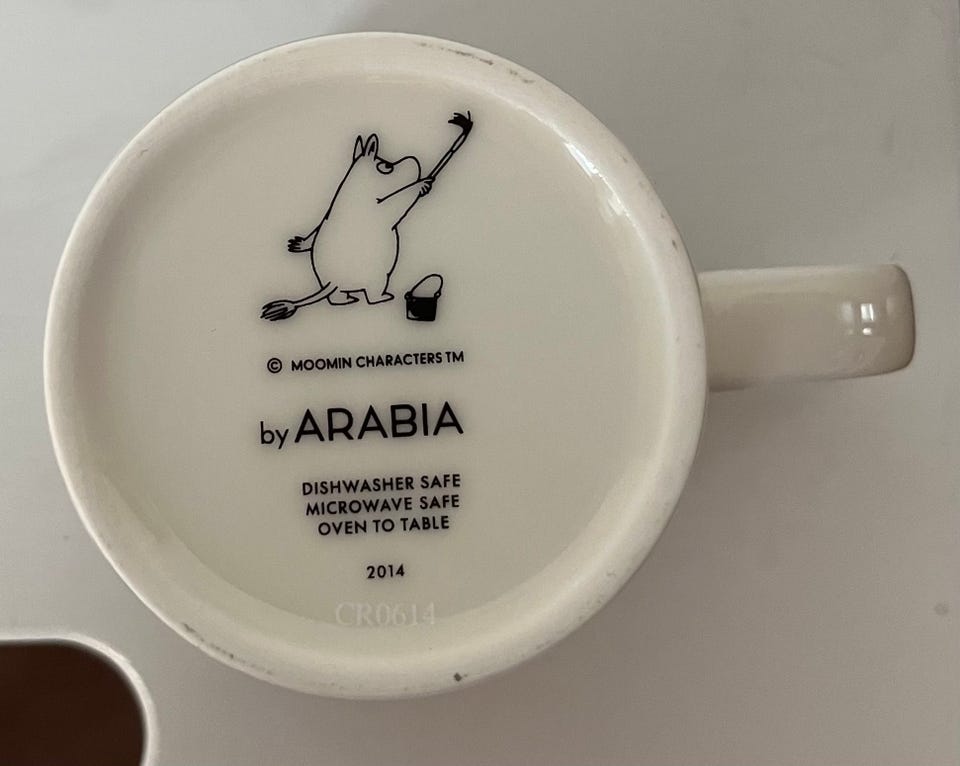 © MOOMIN CHARACTERS TM
by ARABIA
DISHWASHER SAFE
MICROWAVE SAFE
OVEN TO TABLE
2014
CR0614